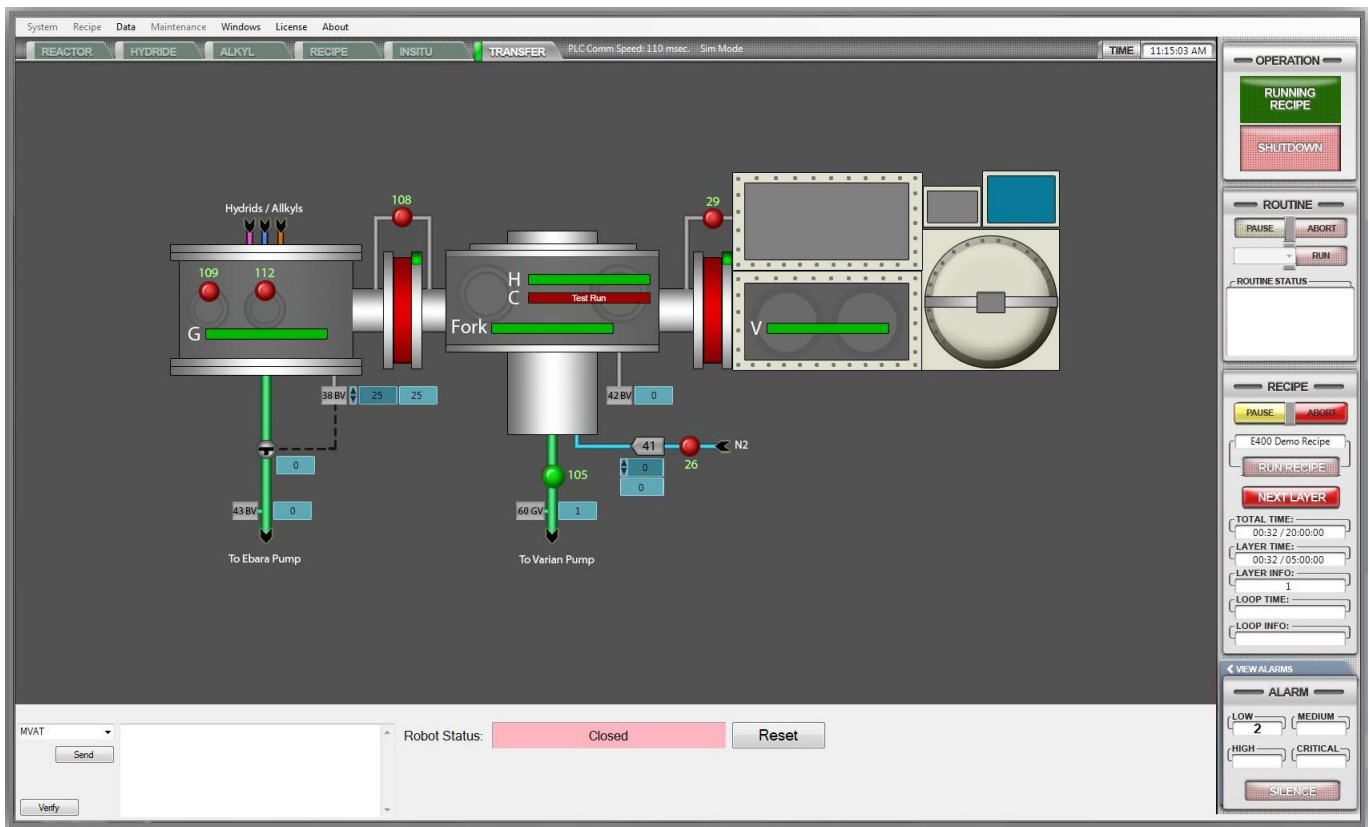 System Recipe Data Maintenance Windows License About
REACTOR HYDRIDE ALKYL RECIPE INSITU TRANSFER PLC Comm Speed: 110 msec. Sim Mode TIME 11:15:03 AM
Hydrids / Allkyls
108
29
109 112
H
C Test Run
G
Fork
V
38 BV 25 25
42 BV 0
41
26
N2
0
0
0
105
43 BV 0
60 GV 1
To Ebara Pump
To Varian Pump
OPERATION
RUNNING
RECIPE
SHUTDOWN
ROUTINE
PAUSE ABORT
RUN
ROUTINE STATUS
RECIPE
PAUSE ABORT
E400 Demo Recipe
RUN RECIPE
NEXT LAYER
TOTAL TIME:
00:32 / 20:00:00
LAYER TIME:
00:32 / 05:00:00
LAYER INFO:
1
LOOP TIME:
LOOP INFO:
VIEW ALARMS
ALARM
LOW MEDIUM
2
HIGH CRITICAL
SILENCE
MVAT
Send
Verify
Robot Status: Closed Reset